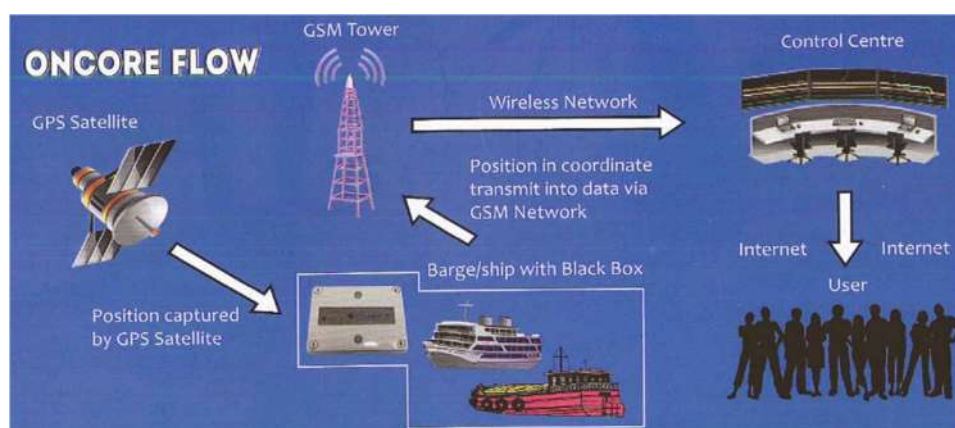 ONCORE FLOW
GSM Tower
Control Centre
GPS Satellite
Wireless Network
Position in coordinate
transmit into data via
GSM Network
Internet
Internet
User
Barge/ship with Black Box
Position captured
by GPS Satellite